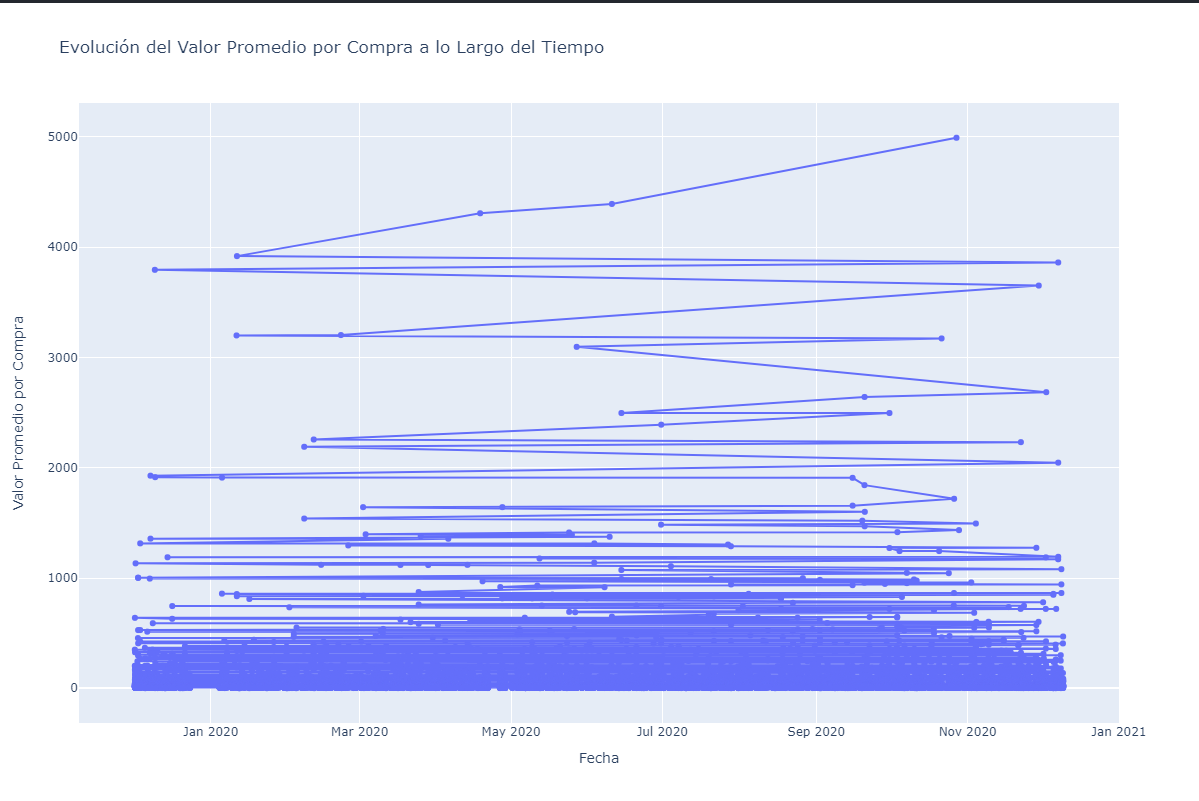 Evolución del Valor Promedio por Compra a lo Largo del Tiempo
Valor Promedio por Compra
5000
4000
3000
2000
1000
0
Jan 2020
Mar 2020
May 2020
Jul 2020
Sep 2020
Nov 2020
Jan 2021
Fecha